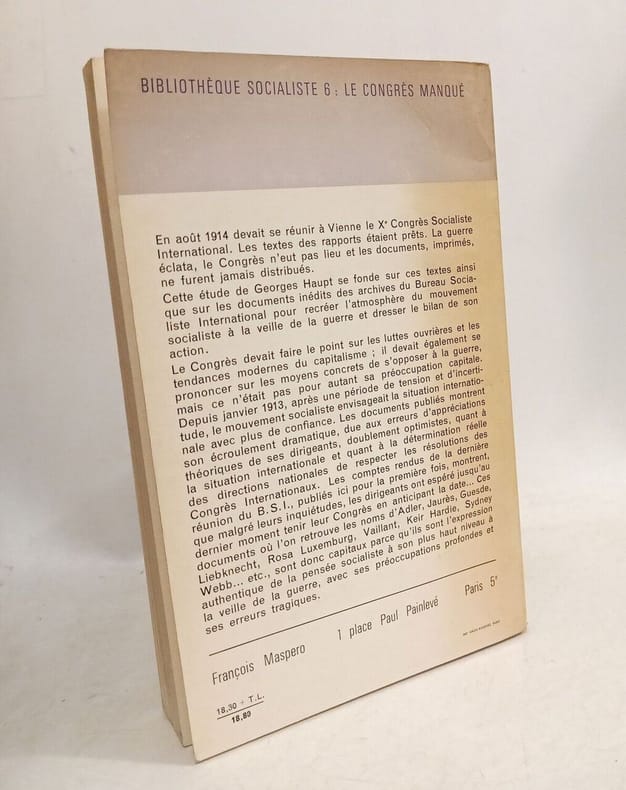 BIBLIOTHÈQUE SOCIALISTE 6 : LE CONGRÈS MANQUÉ
En août 1914 devait se réunir à Vienne le Xe Congrès Socialiste
International. Les textes des rapports étaient prêts. La guerre
éclata, le Congrès n'eut pas lieu et les documents, imprimés,
ne furent jamais distribués.
Cette étude de Georges Haupt se fonde sur ces textes ainsi
que sur les documents inédits des archives du Bureau Socia-
liste International pour recréer l'atmosphère du mouvement
socialiste à la veille de la guerre et dresser le bilan de son
action.
Le Congrès devait faire le point sur les luttes ouvrières et les
tendances modernes du capitalisme ; il devait également se
prononcer sur les moyens concrets de s'opposer à la guerre,
mais ce n'était pas pour autant sa préoccupation capitale.
Depuis janvier 1913, après une période de tension et d'incerti-
tude, le mouvement socialiste envisageait la situation internatio-
nale avec plus de confiance. Les documents publiés montrent
son écroulement dramatique, due aux erreurs d'appréciations
théoriques de ses dirigeants, doublement optimistes, quant à
la situation internationale et quant à la détermination réelle
des directions nationales de respecter les résolutions des
Congrès Internationaux. Les comptes rendus de la dernière
réunion du B.S.I., publiés ici pour la première fois, montrent,
que malgré leurs inquiétudes, les dirigeants ont espéré jusqu'au
dernier moment tenir leur Congrès en anticipant la date... Ces
documents où l'on retrouve les noms d'Adler, Jaurès, Guesde,
Liebknecht, Rosa Luxemburg, Vaillant, Keir Hardie, Sydney
Webb... etc., sont donc capitaux parce qu'ils sont l'expression
authentique de la pensée socialiste à son plus haut niveau à
la veille de la guerre, avec ses préoccupations profondes et
ses erreurs tragiques.
François Maspero 1 place Paul Painlevé Paris 5e
18,30 + T.L.
18,80